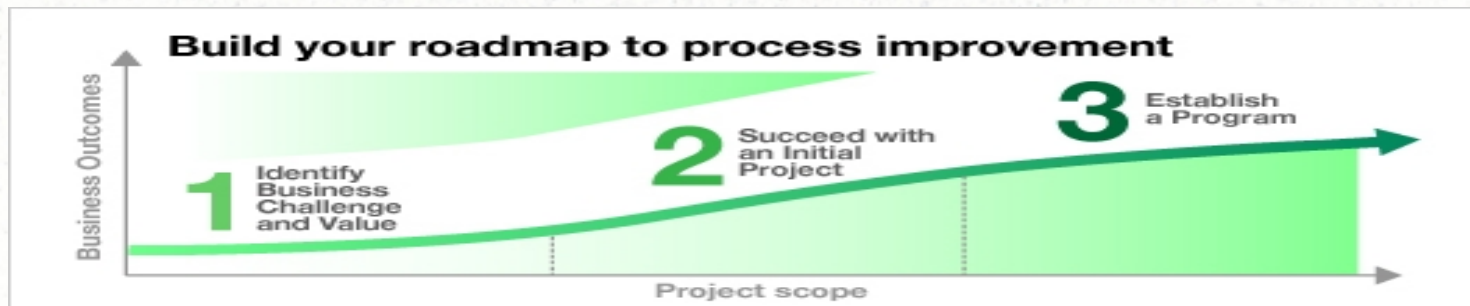 Build your roadmap to process improvement
Business Outcomes
1
Identify
Business
Challenge
and Value
2
Succeed with
an Initial
Project
3
Establish
a Program
Project scope